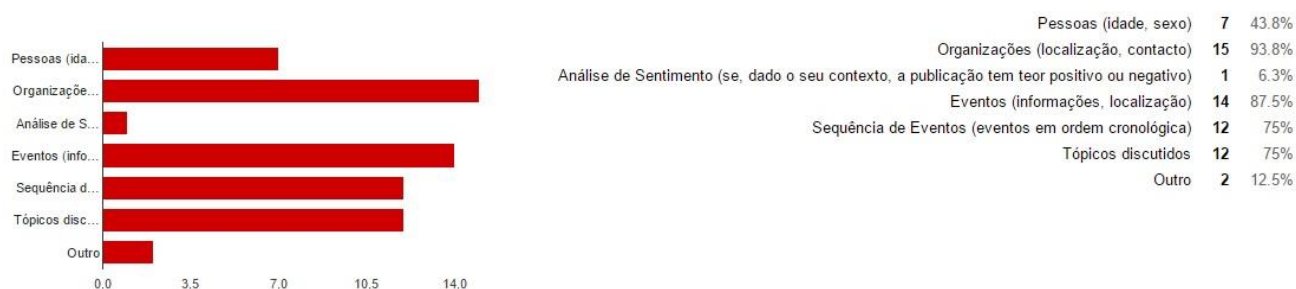 Pessoas (ida...
Organizaçõe...
Análise de S...
Eventos (info...
Sequência d...
Tópicos disc...
Outro
0.0 3.5 7.0 10.5 14.0
Pessoas (idade, sexo) 7 43.8%
Organizações (localização, contacto) 15 93.8%
Análise de Sentimento (se, dado o seu contexto, a publicação tem teor positivo ou negativo) 1 6.3%
Eventos (informações, localização) 14 87.5%
Sequência de Eventos (eventos em ordem cronológica) 12 75%
Tópicos discutidos 12 75%
Outro 2 12.5%